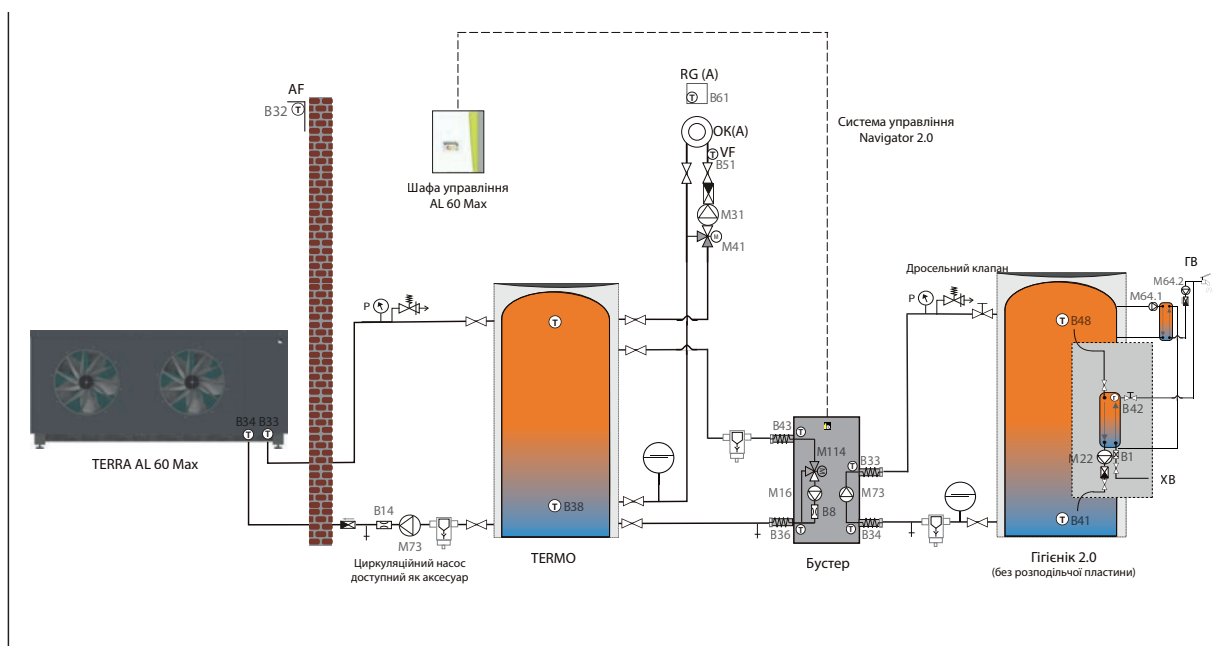 RG (A)
B61
AF
B32
OK(A)
VF
B51
Система управління
Navigator 2.0
Шафа управління
AL 60 Max
M31
M41
ГВ
Дросельний клапан
M64.2
M64.1
P
P
T
B48
B34
B33
B43
B42
M114
B33
M22
B1
TERRA AL 60 Max
M16
M73
ХВ
B38
B8
B14
B41
M73
B36
B34
Циркуляційний насос
доступний як аксесуар
TERMO
Бустер
Гігієнік 2.0
(без розподільчої пластини)